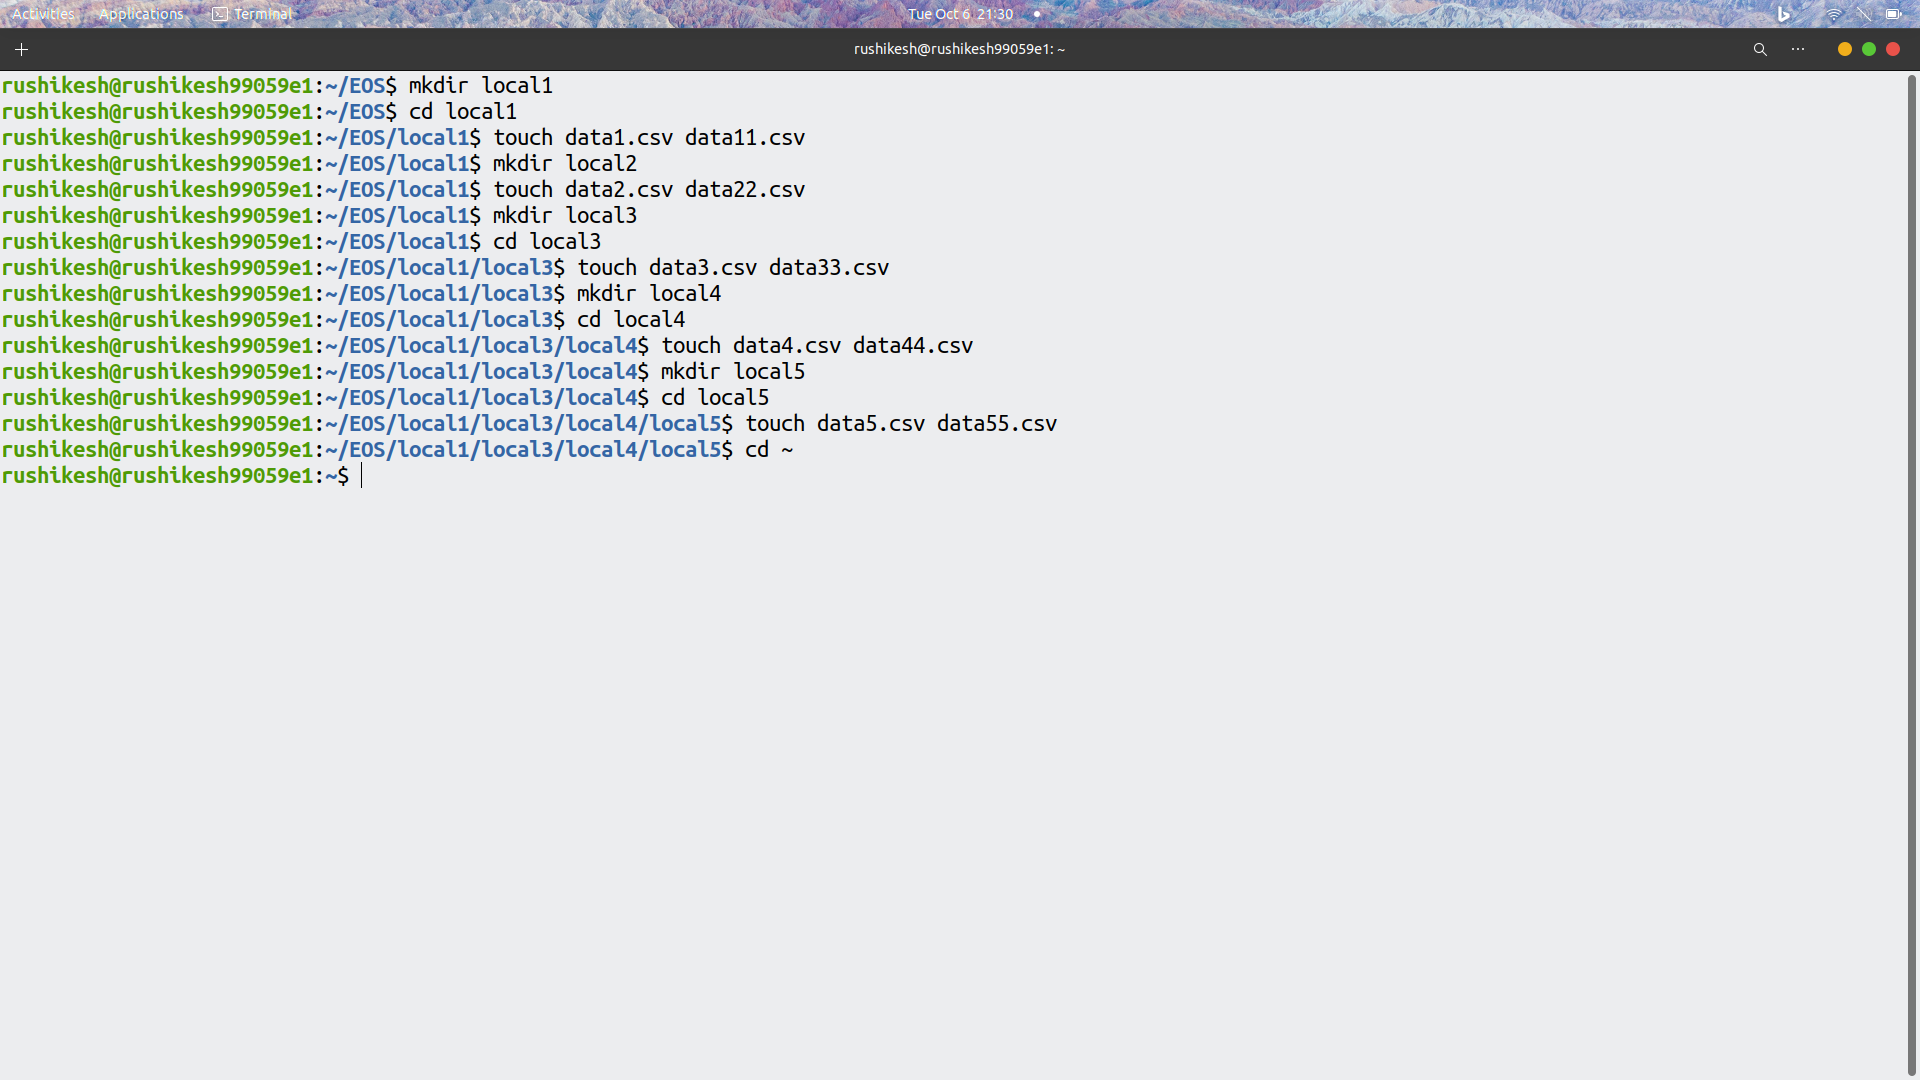 Activities Applications Terminal Tue Oct 6 21:30
rushikesh@rushikesh99059e1: ~
rushikesh@rushikesh99059e1:~/EOS$ mkdir local1
rushikesh@rushikesh99059e1:~/EOS$ cd local1
rushikesh@rushikesh99059e1:~/EOS/local1$ touch data1.csv data11.csv
rushikesh@rushikesh99059e1:~/EOS/local1$ mkdir local2
rushikesh@rushikesh99059e1:~/EOS/local1$ touch data2.csv data22.csv
rushikesh@rushikesh99059e1:~/EOS/local1$ mkdir local3
rushikesh@rushikesh99059e1:~/EOS/local1$ cd local3
rushikesh@rushikesh99059e1:~/EOS/local1/local3$ touch data3.csv data33.csv
rushikesh@rushikesh99059e1:~/EOS/local1/local3$ mkdir local4
rushikesh@rushikesh99059e1:~/EOS/local1/local3$ cd local4
rushikesh@rushikesh99059e1:~/EOS/local1/local3/local4$ touch data4.csv data44.csv
rushikesh@rushikesh99059e1:~/EOS/local1/local3/local4$ mkdir local5
rushikesh@rushikesh99059e1:~/EOS/local1/local3/local4$ cd local5
rushikesh@rushikesh99059e1:~/EOS/local1/local3/local4/local5$ touch data5.csv data55.csv
rushikesh@rushikesh99059e1:~/EOS/local1/local3/local4/local5$ cd ~
rushikesh@rushikesh99059e1:~$